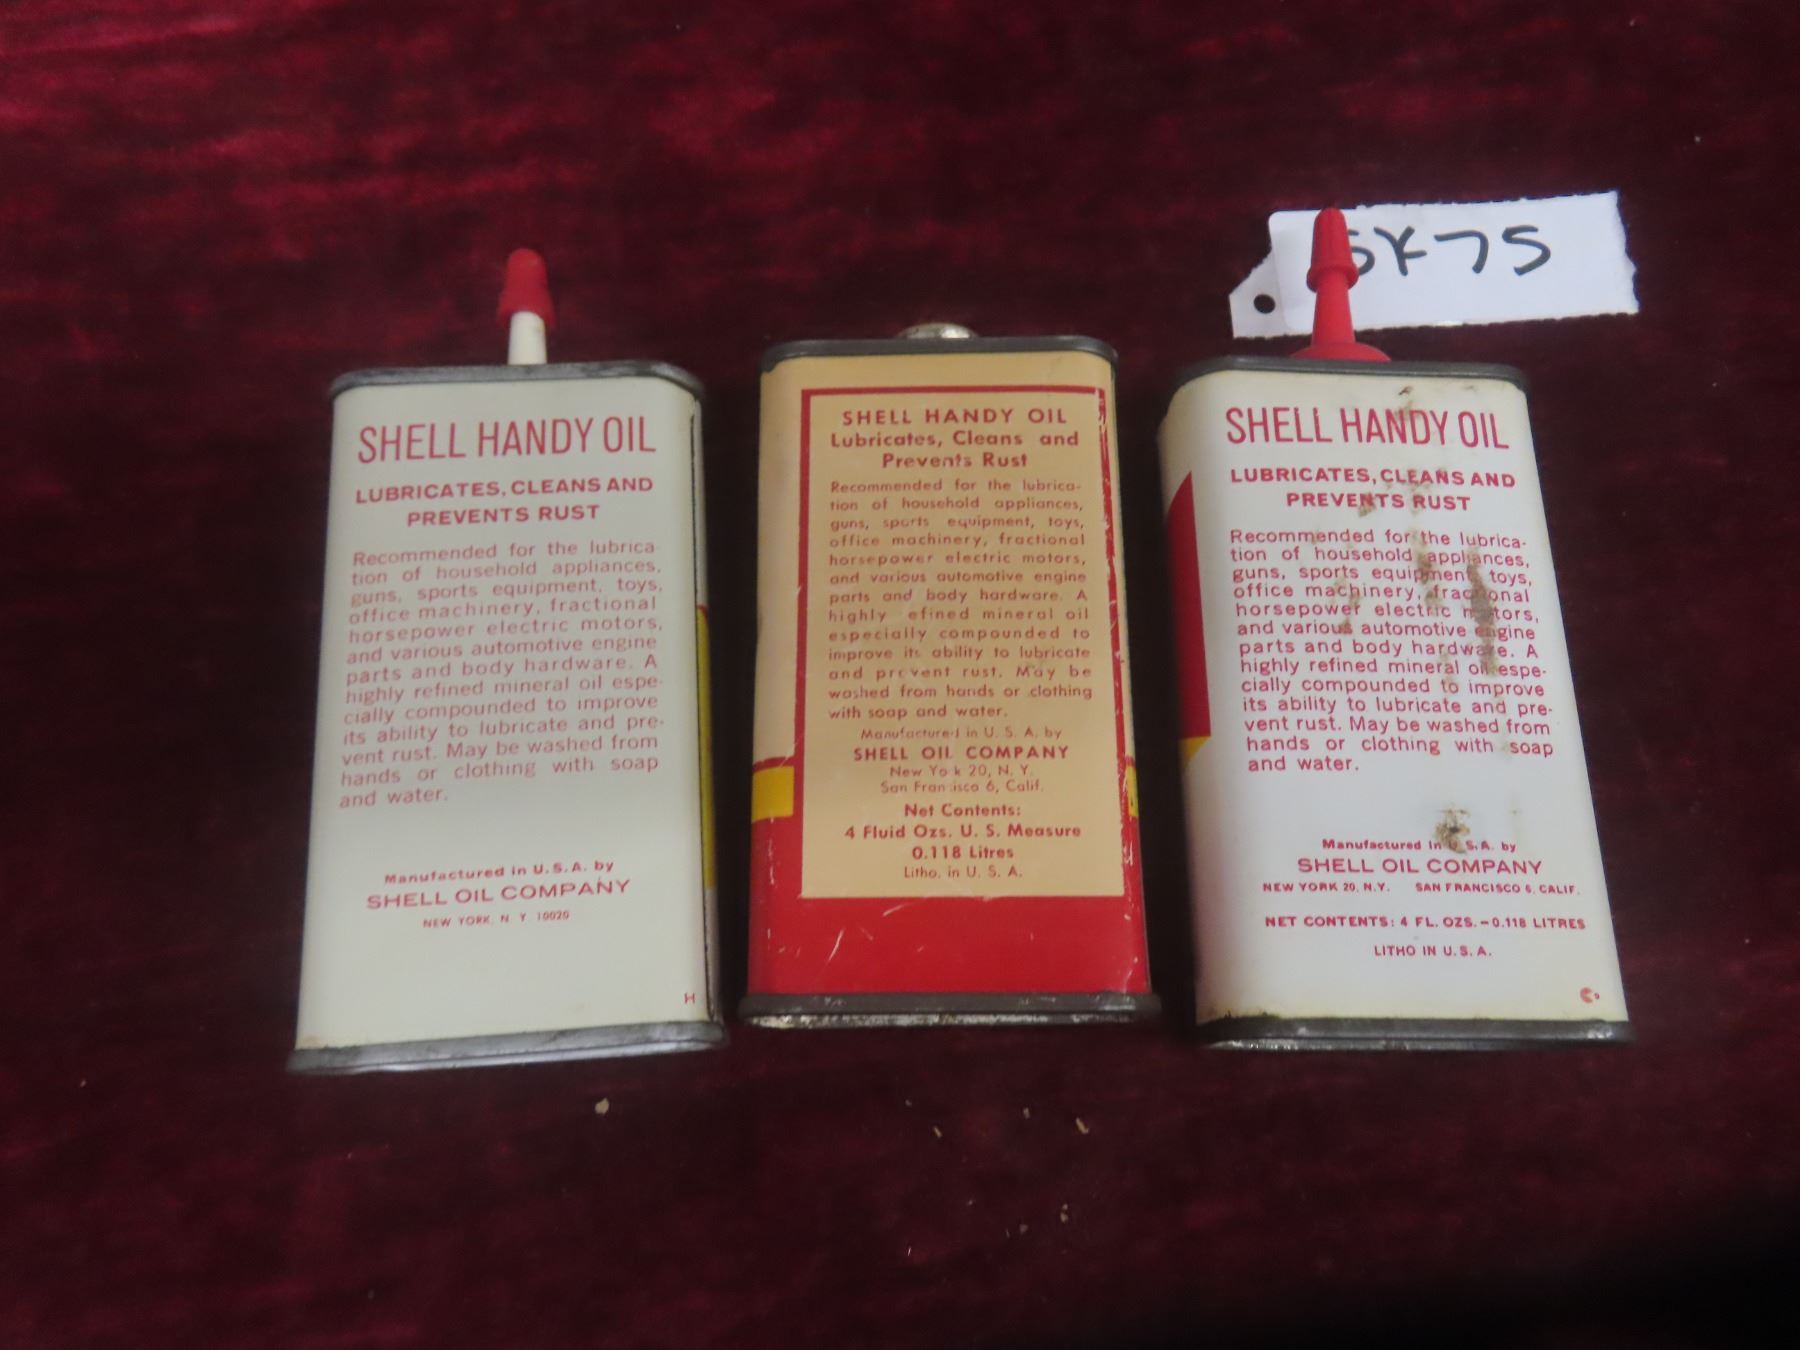 SHELL HANDY OIL
LUBRICATES, CLEANS AND
PREVENTS RUST
Recommended for the lubrica-
tion of household appliances,
guns, sports equipment, toys,
office machinery, fractional
horsepower electric motors,
and various automotive engine
parts and body hardware. A
highly refined mineral oil espe-
cially compounded to improve
its ability to lubricate and pre-
vent rust. May be washed from
hands or clothing with soap
and water.
Manufactured in U.S.A. by
SHELL OIL COMPANY
NEW YORK, N. Y. 10020
H
SHELL HANDY OIL
Lubricates, Cleans and
Prevents Rust
Recommended for the lubrica-
tion of household appliances,
guns, sports equipment, toys,
office machinery, fractional
horsepower electric motors,
and various automotive engine
parts and body hardware. A
highly efined mineral oil
especially compounded to
improve its ability to lubricate
and prevent rust. May be
washed from hands or clothing
with soap and water.
Manufactured in U. S. A. by
SHELL OIL COMPANY
New Yo k 20, N. Y.
San Fran isco 6, Calif.
Net Contents:
4 Fluid Ozs. U. S. Measure
0.118 Litres
Litho. in U. S. A.
SK75
SHELL HANDY OIL
LUBRICATES, CLEANS AND
PREVENTS RUST
Recommended for the lubrica-
tion of household appliances,
guns, sports equipment, toys,
office machinery, fractional
horsepower electric motors,
and various automotive engine
parts and body hardware. A
highly refined mineral oil espe-
cially compounded to improve
its ability to lubricate and pre-
vent rust. May be washed from
hands or clothing with soap
and water.
Manufactured in U.S.A. by
SHELL OIL COMPANY
NEW YORK 20, N.Y. SAN FRANCISCO 6, CALIF.
NET CONTENTS: 4 FL. OZS. – 0.118 LITRES
LITHO IN U.S.A.